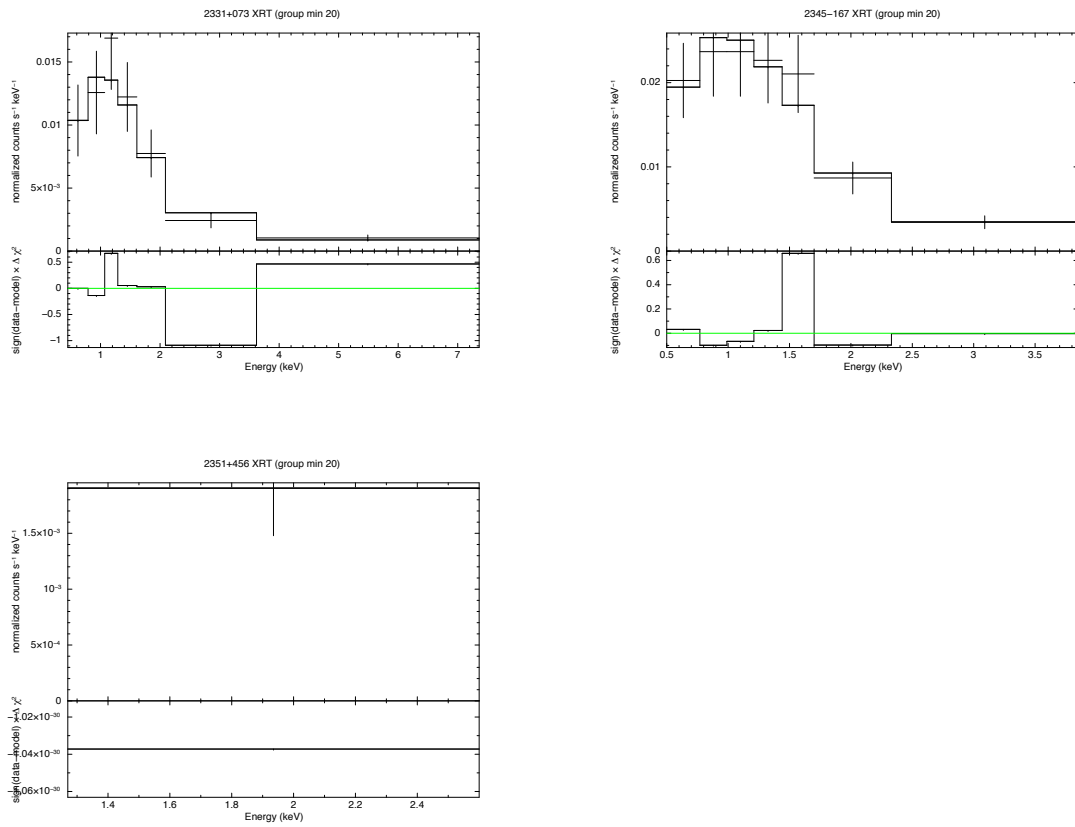 2331+073 XRT (group min 20)
normalized counts s⁻¹ keV⁻¹
0.015
0.01
5×10⁻³
0
sign(data−model) × Δ χ²
0.5
0
−0.5
−1
1 2 3 4 5 6 7
Energy (keV)
2345−167 XRT (group min 20)
normalized counts s⁻¹ keV⁻¹
0.02
0.01
0
sign(data−model) × Δ χ²
0.6
0.4
0.2
0
0.5 1 1.5 2 2.5 3 3.5
Energy (keV)
2351+456 XRT (group min 20)
normalized counts s⁻¹ keV⁻¹
1.5×10⁻³
10⁻³
5×10⁻⁴
0
sign(data−model) × Δ χ²
−1.02×10⁻³⁰
−1.04×10⁻³⁰
−1.06×10⁻³⁰
1.4 1.6 1.8 2 2.2 2.4
Energy (keV)